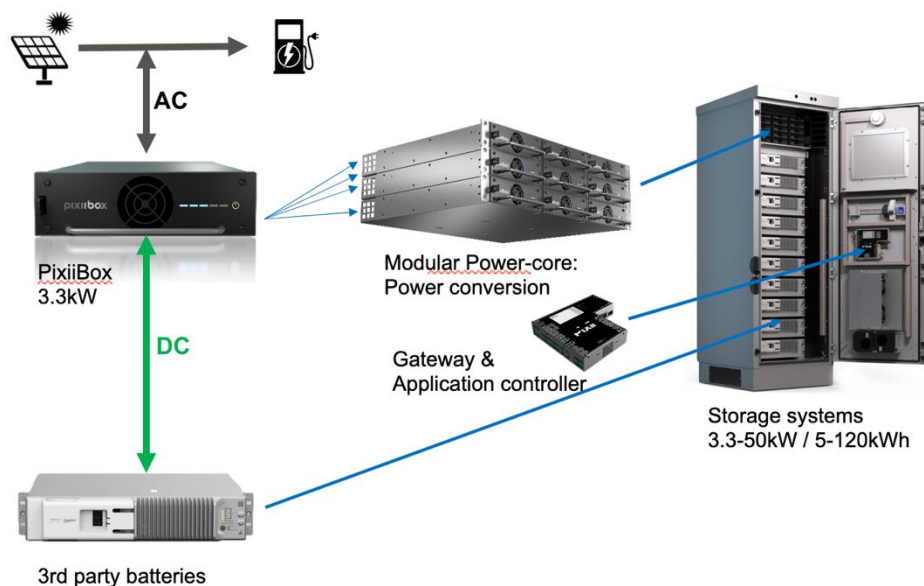 AC
pixiibox
PixiiBox
3.3kW
Modular Power-core:
Power conversion
DC
PIXII
Gateway &
Application controller
Storage systems
3.3-50kW / 5-120kWh
3rd party batteries